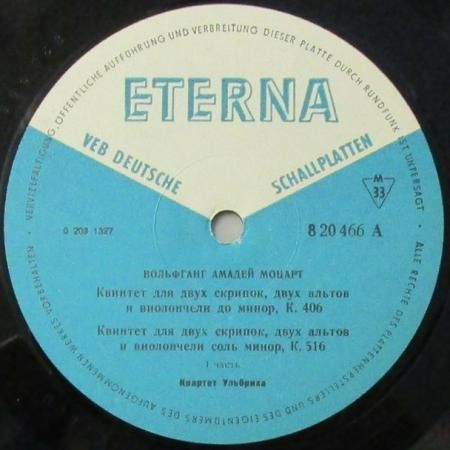 VERVIELFÄLTIGUNG, ÖFFENTLICHE AUFFÜHRUNG UND VERBREITUNG DIESER PLATTE DURCH RUNDFUNK IST UNTERSAGT
ETERNA
VEB DEUTSCHE SCHALLPLATTEN
M
33
0 203 1327
8 20 466 A
ВОЛЬФГАНГ АМАДЕЙ МОЦАРТ
Квинтет для двух скрипок, двух альтов
и виолончели до минор, К. 406
Квинтет для двух скрипок, двух альтов
и виолончели соль минор, К. 516
I часть
Квартет Ульбриха
ALLE RECHTE DES PLATTENHERSTELLERS UND DES EIGENTÜMERS DES AUFGENOMMENEN WERKES VORBEHALTEN